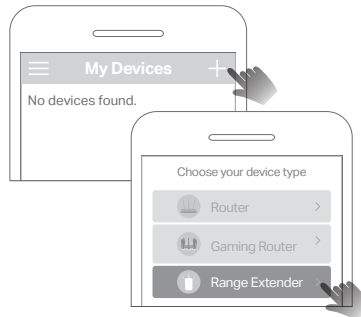 My Devices
No devices found.
Choose your device type
Router
Gaming Router
Range Extender